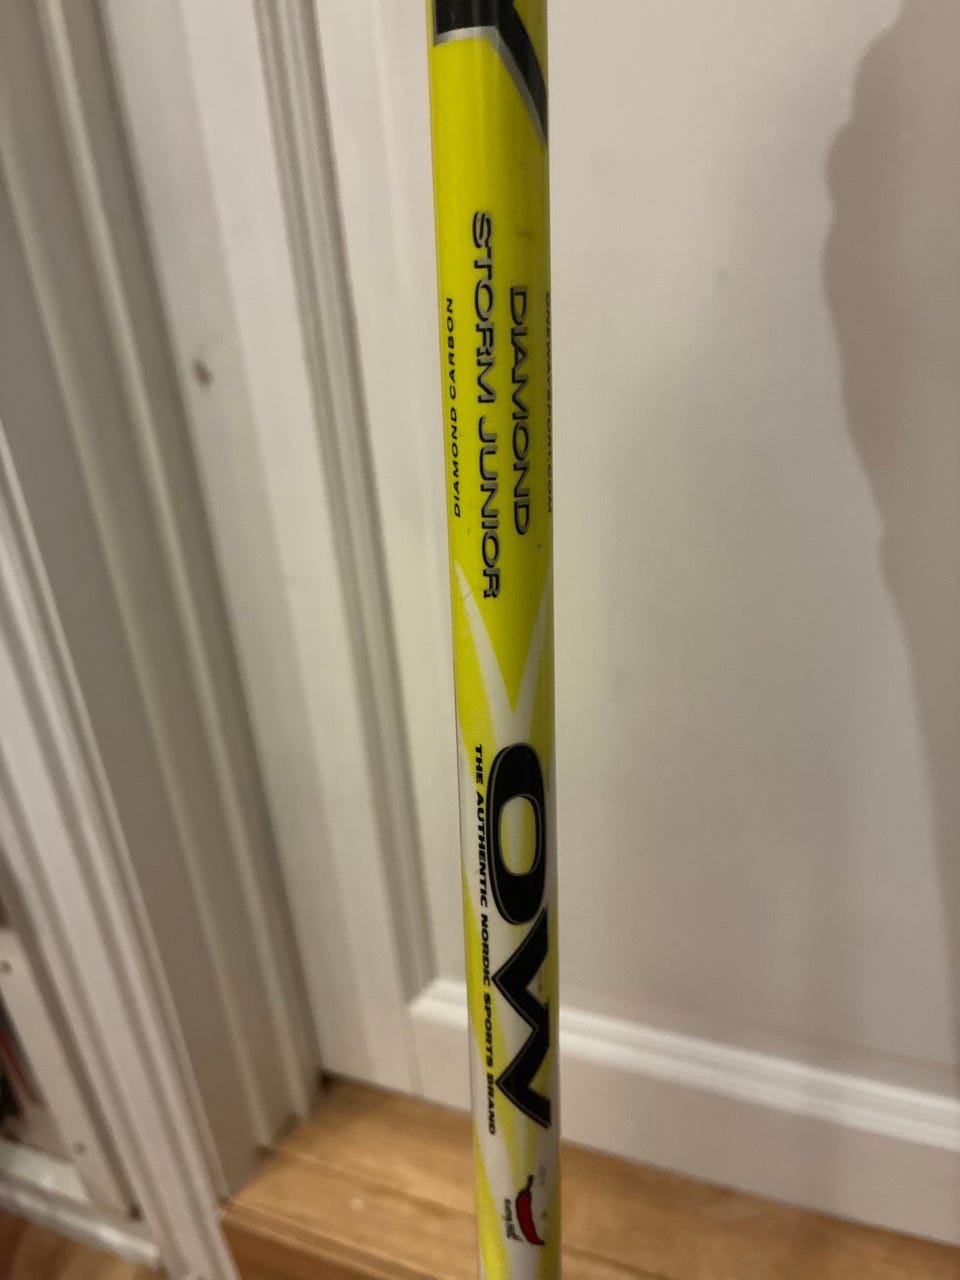 ONEWAYSPORT.COM
DIAMOND
STORM JUNIOR
DIAMOND CARBON
OW
THE AUTHENTIC NORDIC SPORTS BRAND